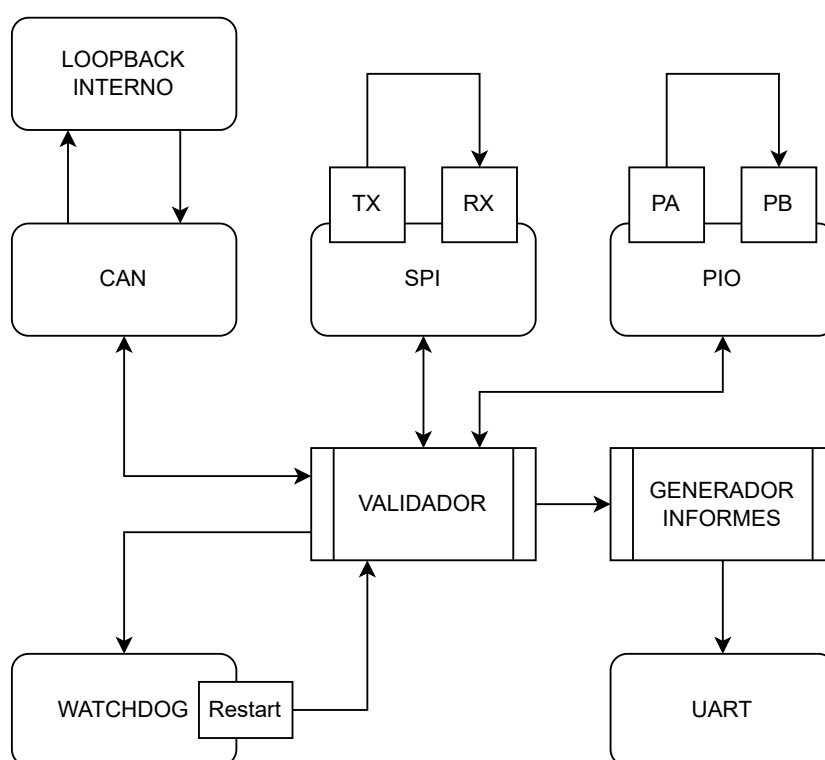 LOOPBACK
INTERNO
TX
RX
PA
PB
CAN
SPI
PIO
VALIDADOR
GENERADOR
INFORMES
WATCHDOG
Restart
UART